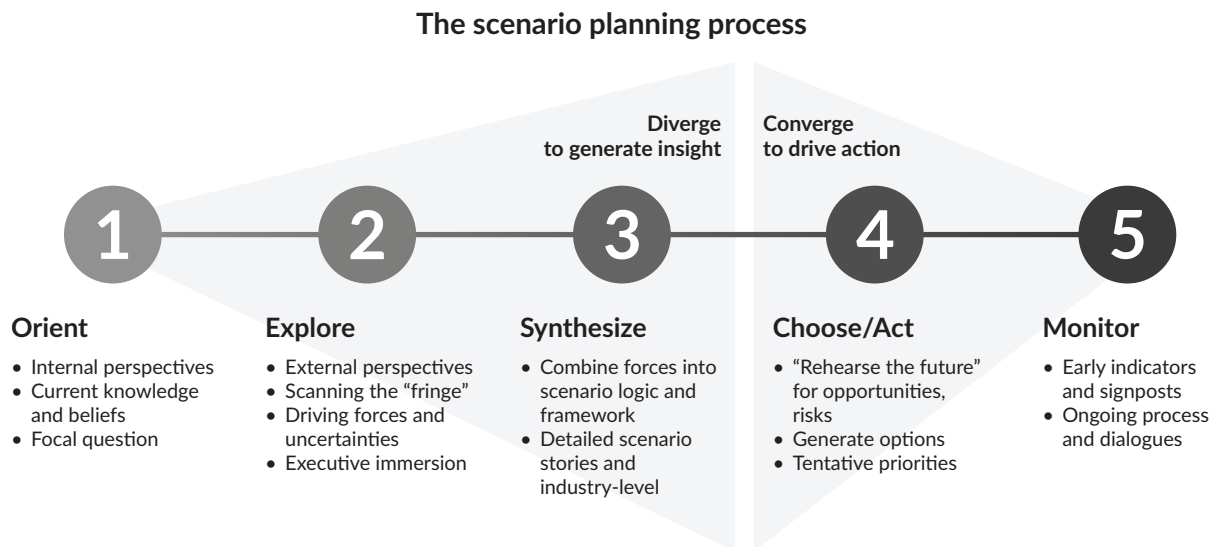 The scenario planning process
Diverge
to generate insight
Converge
to drive action
1
2
3
4
5
Orient
• Internal perspectives
• Current knowledge
and beliefs
• Focal question
Explore
• External perspectives
• Scanning the “fringe”
• Driving forces and
uncertainties
• Executive immersion
Synthesize
• Combine forces into
scenario logic and
framework
• Detailed scenario
stories and
industry-level
Choose/Act
• “Rehearse the future”
for opportunities,
risks
• Generate options
• Tentative priorities
Monitor
• Early indicators
and signposts
• Ongoing process
and dialogues